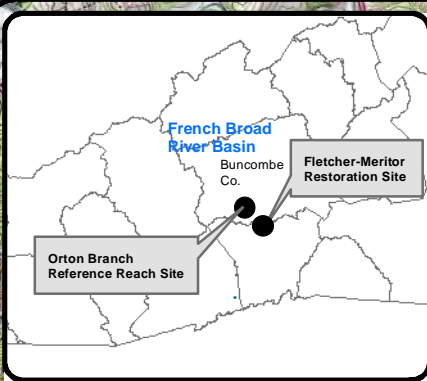 French Broad
River Basin
Buncombe
Co.
Fletcher-Meritor
Restoration Site
Orton Branch
Reference Reach Site